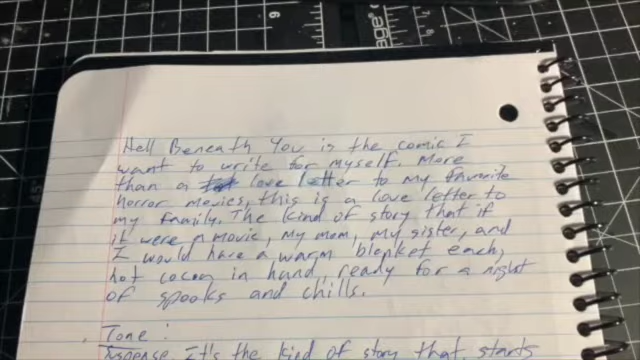 Hell Beneath You is the comic I
want to write for myself. More
than a love letter to my favorite
horror movies, this is a love letter to
my family. The kind of story that if
it were a movie, my mom, my sister, and
I would have a warm blanket each,
hot cocoa in hand, ready for a night
of spooks and chills.
Tone:
Suspense. It's the kind of story that starts